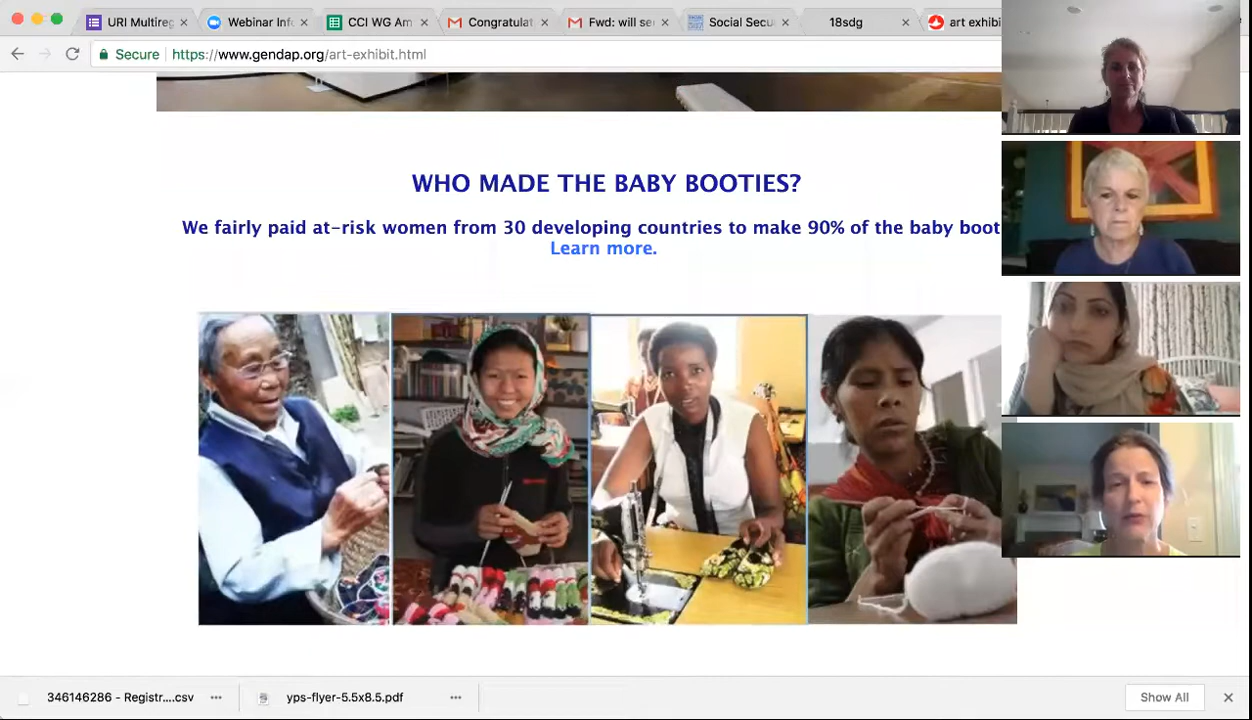 URI Multireg
Webinar Inf
CCI WG Am
Congratulat
Fwd: will se
Social Secu
18sdg
art exhibi
Secure
https://www.gendap.org/art-exhibit.html
WHO MADE THE BABY BOOTIES?
We fairly paid at-risk women from 30 developing countries to make 90% of the baby boot
Learn more.
346146286 - Registr....csv
yps-flyer-5.5x8.5.pdf
Show All